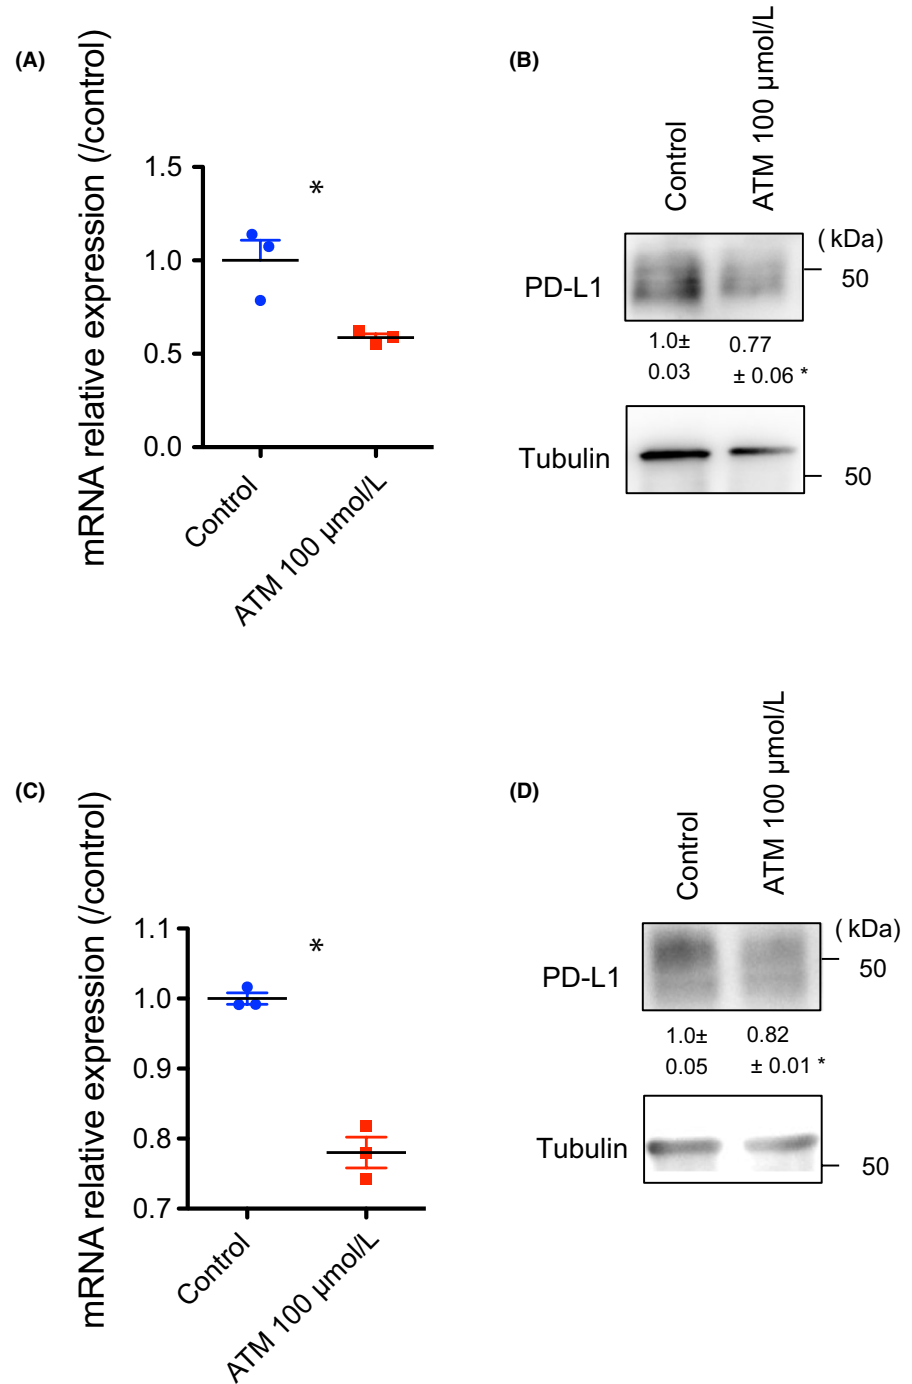 (A)
mRNA relative expression (/control)
1.5
1.0
0.5
0.0
*
Control
ATM 100 µmol/L
(B)
Control
ATM 100 µmol/L
(kDa)
PD-L1
50
1.0±
0.03
0.77
± 0.06 *
Tubulin
50
(C)
mRNA relative expression (/control)
1.1
1.0
0.9
0.8
0.7
*
Control
ATM 100 µmol/L
(D)
Control
ATM 100 µmol/L
(kDa)
PD-L1
50
1.0±
0.05
0.82
± 0.01 *
Tubulin
50